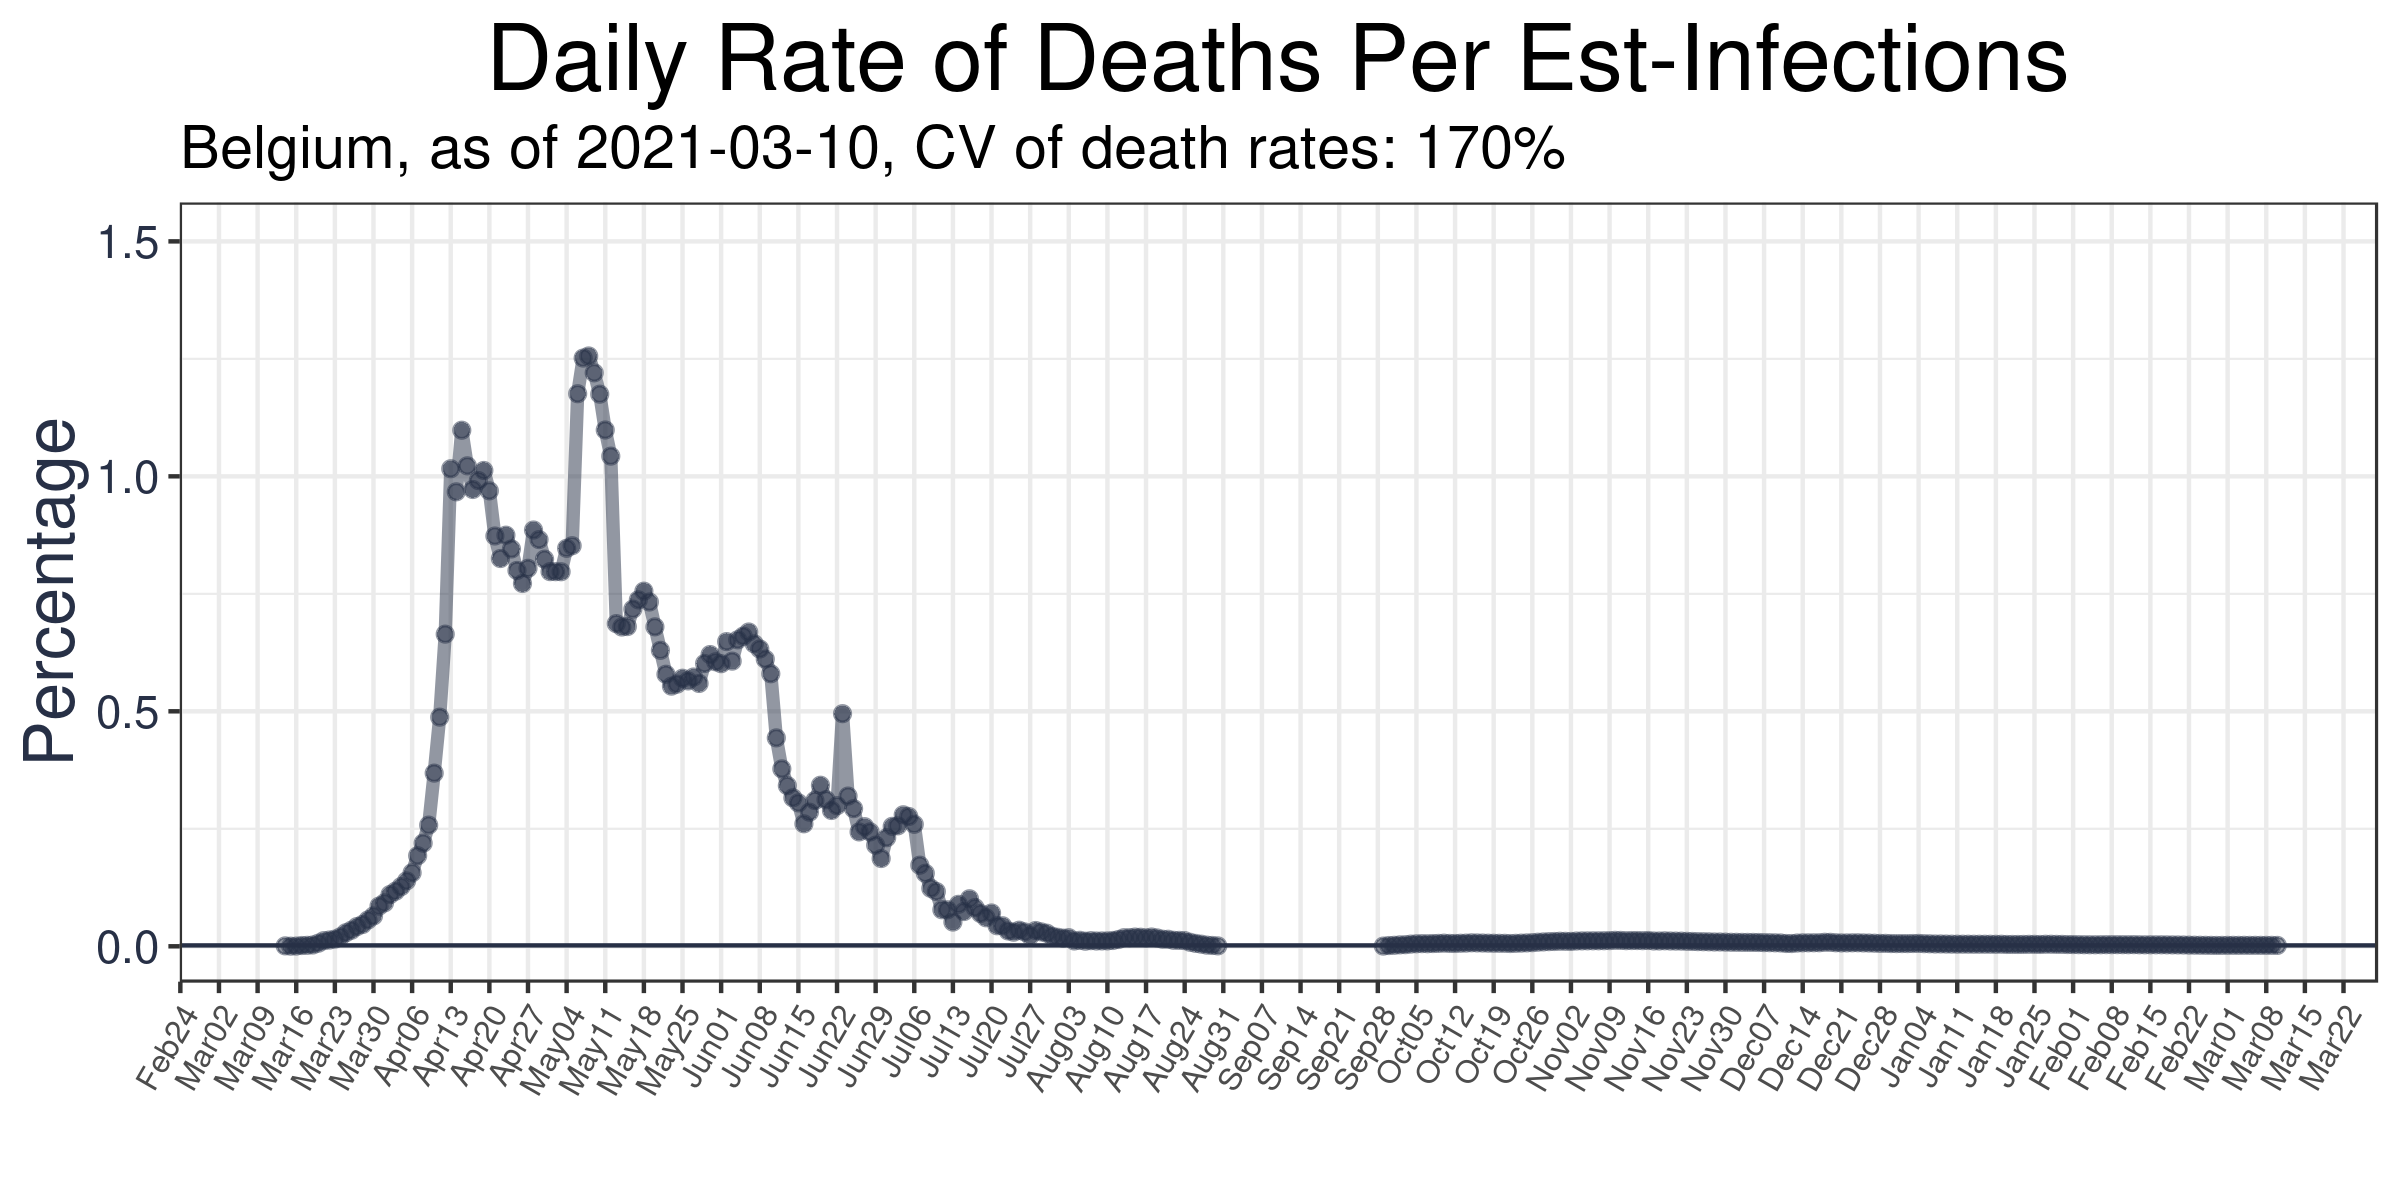 Daily Rate of Deaths Per Est-Infections
Belgium, as of 2021-03-10, CV of death rates: 170%
Percentage
1.5
1.0
0.5
0.0
Feb24 Mar02 Mar09 Mar16 Mar23 Mar30 Apr06 Apr13 Apr20 Apr27 May04 May11 May18 May25 Jun01 Jun08 Jun15 Jun22 Jun29 Jul06 Jul13 Jul20 Jul27 Aug03 Aug10 Aug17 Aug24 Aug31 Sep07 Sep14 Sep21 Sep28 Oct05 Oct12 Oct19 Oct26 Nov02 Nov09 Nov16 Nov23 Nov30 Dec07 Dec14 Dec21 Dec28 Jan04 Jan11 Jan18 Jan25 Feb01 Feb08 Feb15 Feb22 Mar01 Mar08 Mar15 Mar22